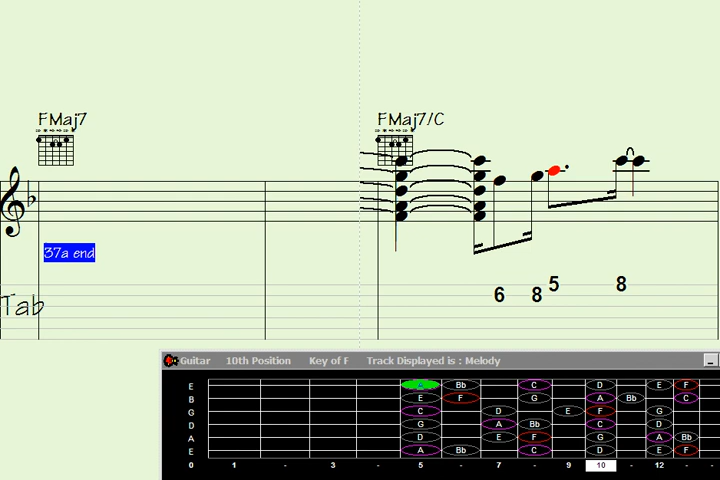 FMaj7 FMaj7/C
37a end
Tab 6 8 5 8
Guitar 10th Position Key of F Track Displayed is : Melody
E A Bb C D E F
B E F G A Bb C
G C D E F G
D G A Bb C D
A D E F G A Bb
E A Bb C D E F
0 1 - 3 - 5 - 7 - 9 10 - 12 - -